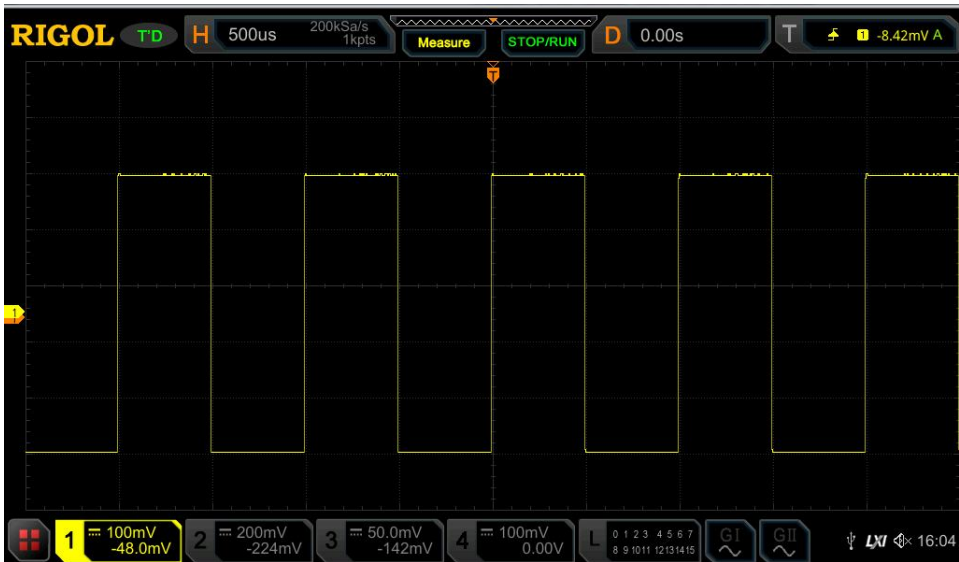 RIGOL T'D H 500us 200kSa/s 1kpts Measure STOP/RUN D 0.00s T 1 -8.42mV A
T
1
1 100mV -48.0mV 2 200mV -224mV 3 50.0mV -142mV 4 100mV 0.00V L 0 1 2 3 4 5 6 7 8 9 10 11 12 13 14 15 GI GII LXI 16:04